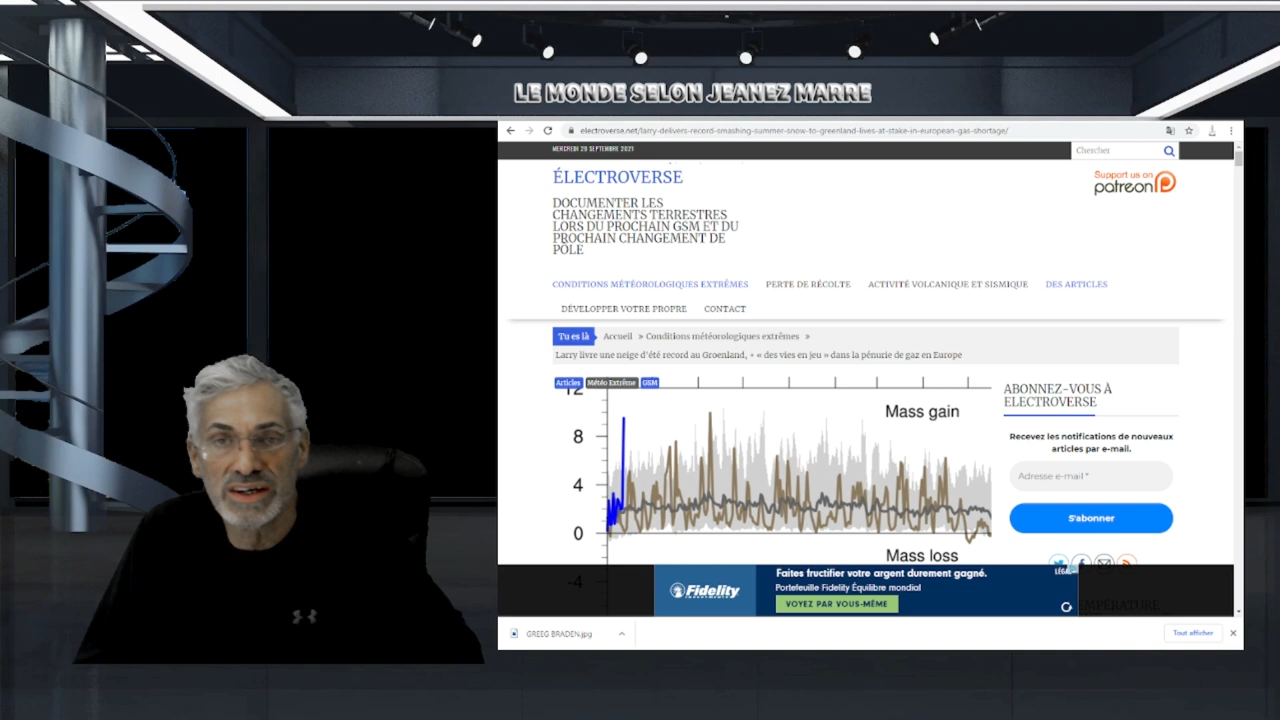 LE MONDE SELON JEANEZ MARRE
electroverse.net/larry-delivers-record-smashing-summer-snow-to-greenland-lives-at-stake-in-european-gas-shortage/
MERCREDI 29 SEPTEMBRE 2021
Chercher
ÉLECTROVERSE
Support us on
patreon
DOCUMENTER LES
CHANGEMENTS TERRESTRES
LORS DU PROCHAIN GSM ET DU
PROCHAIN CHANGEMENT DE
PÔLE
CONDITIONS MÉTÉOROLOGIQUES EXTRÊMES PERTE DE RÉCOLTE ACTIVITÉ VOLCANIQUE ET SISMIQUE DES ARTICLES
DÉVELOPPER VOTRE PROPRE CONTACT
Tu es là Accueil » Conditions météorologiques extrêmes »
Larry livre une neige d'été record au Groenland, + « des vies en jeu » dans la pénurie de gaz en Europe
Articles Météo Extrême GSM
12
Mass gain
8
4
0
Mass loss
-4
ABONNEZ-VOUS À
ELECTROVERSE
Recevez les notifications de nouveaux
articles par e-mail.
Adresse e-mail *
S'abonner
LÉGAL
Fidelity
INVESTMENTS
Faites fructifier votre argent durement gagné.
Portefeuille Fidelity Équilibre mondial
VOYEZ PAR VOUS-MÊME
EMPÉRATURE
GREEG BRADEN.jpg
Tout afficher